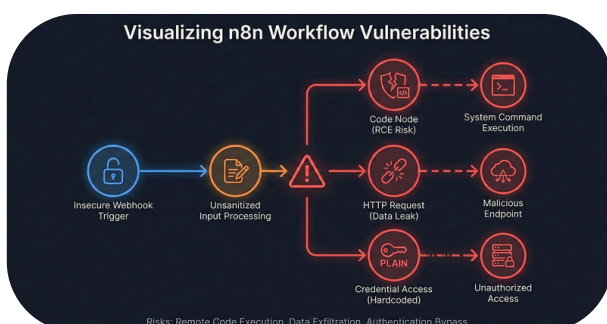 Visualizing n8n Workflow Vulnerabilities
Insecure Webhook
Trigger
Unsanitized
Input Processing
Code Node
(RCE Risk)
System Command
Execution
HTTP Request
(Data Leak)
Malicious
Endpoint
PLAIN
Credential Access
(Hardcoded)
Unauthorized
Access
Risks: Remote Code Execution, Data Exfiltration, Authentication Bypass